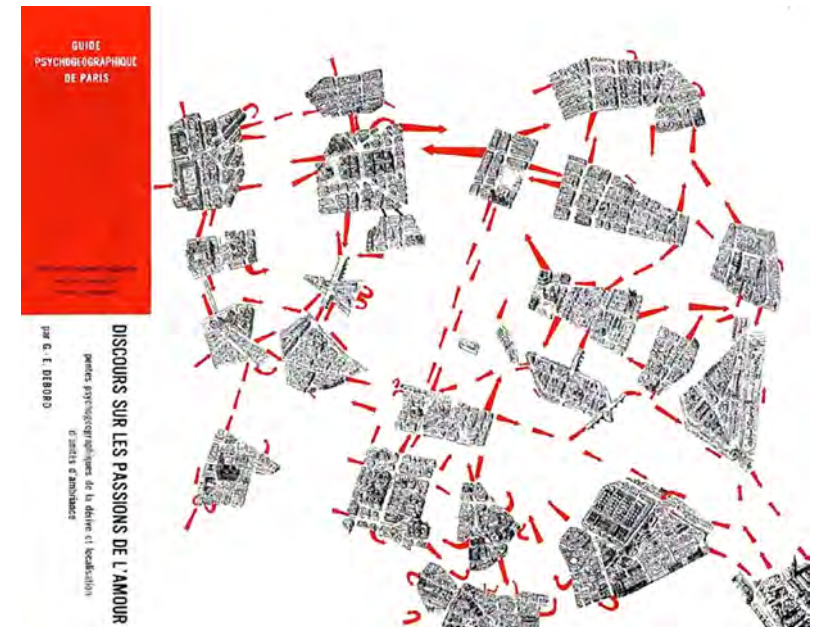 GUIDE
PSYCHOGEOGRAPHIQUE
DE PARIS
DISCOURS SUR LES PASSIONS DE L'AMOUR
pentes psychogeographiques de la dérive et localisation
d'unités d'ambiance
par G.-E. DEBORD